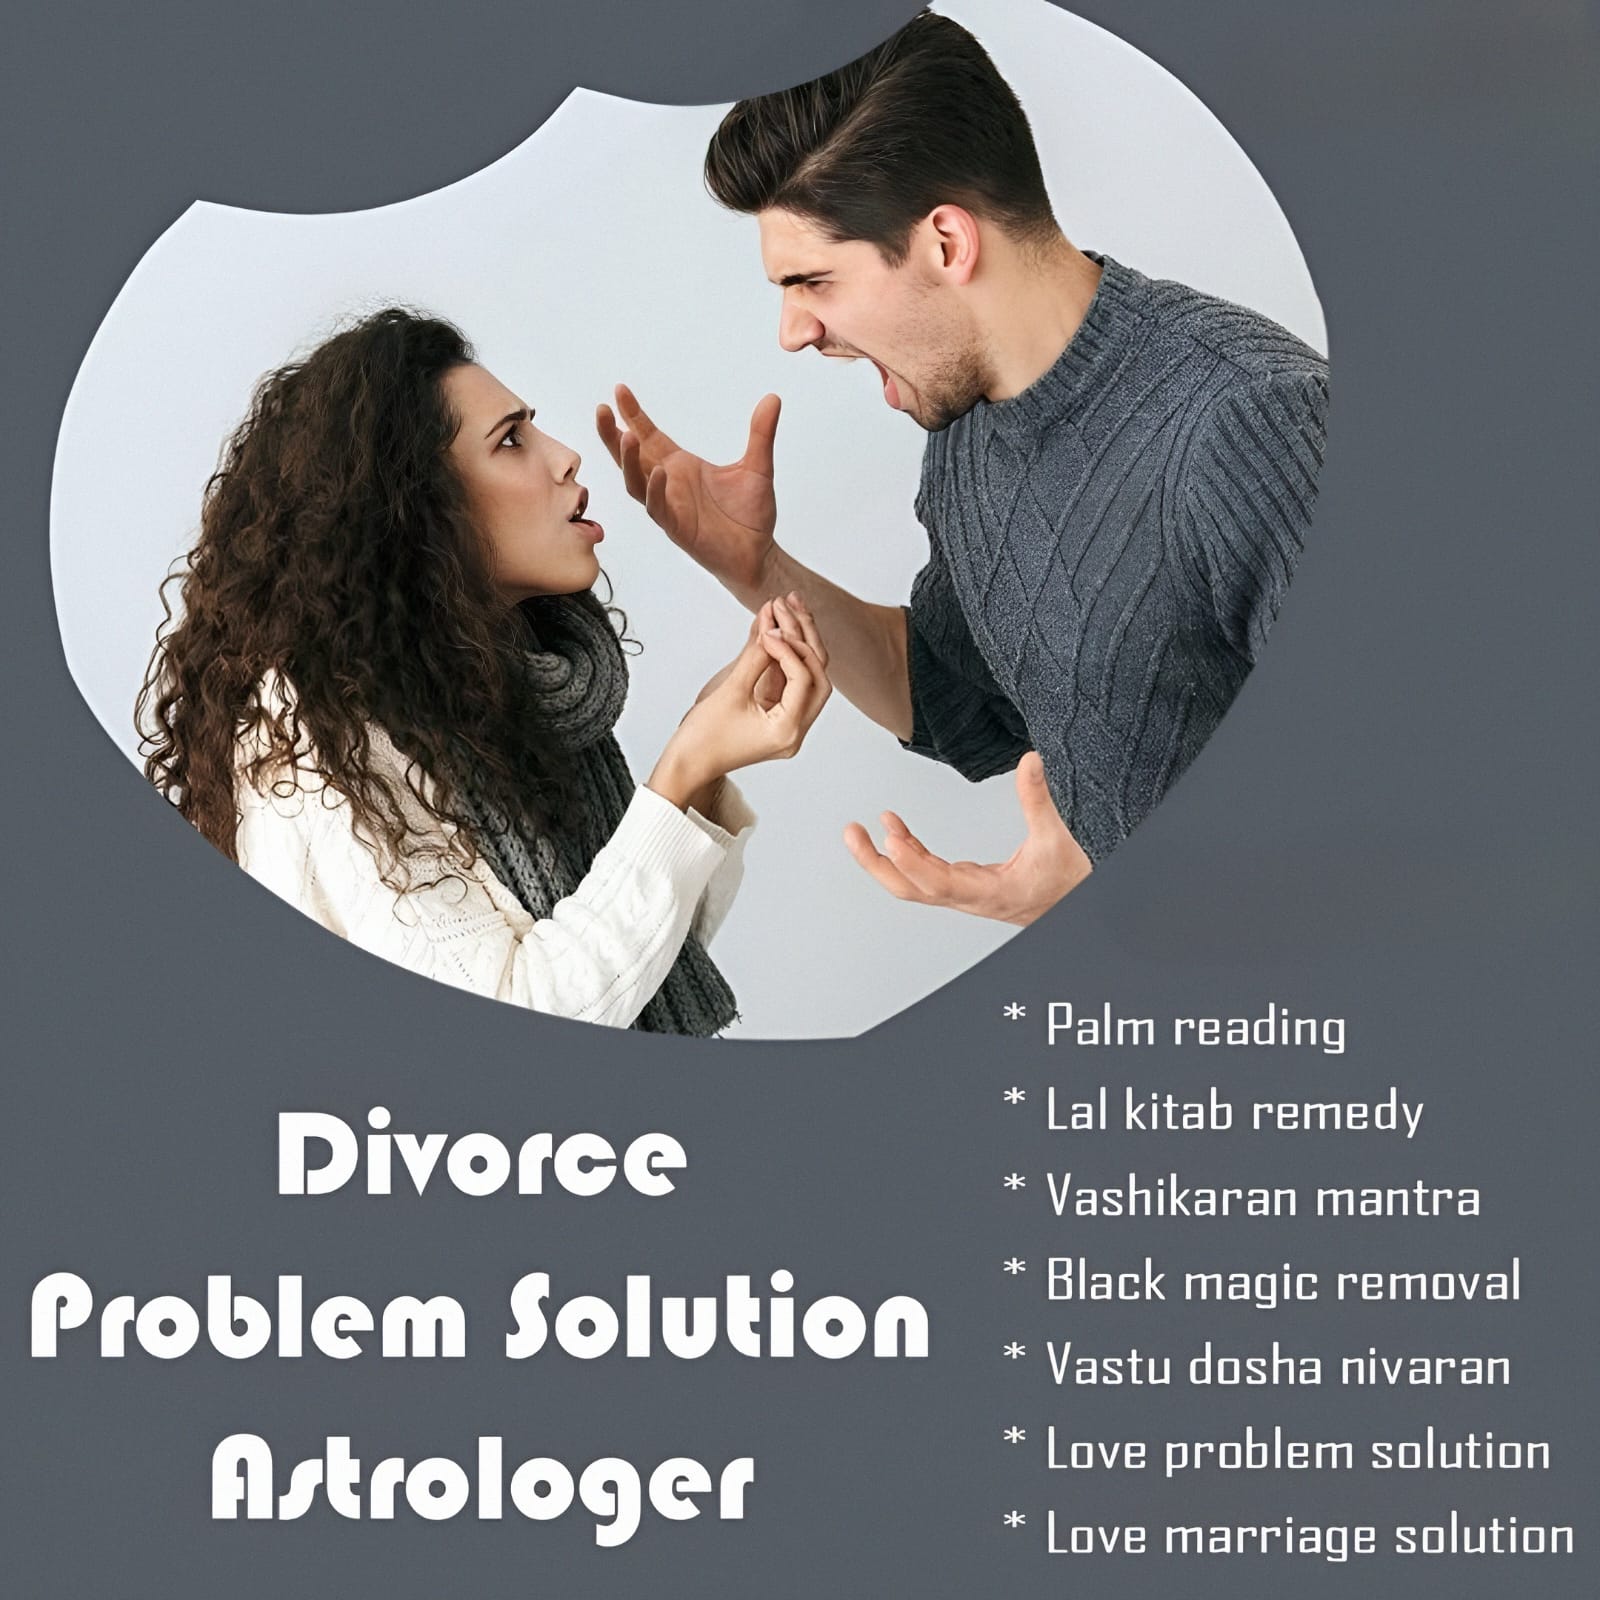 Divorce
Problem Solution
Astrologer
* Palm reading
* Lal kitab remedy
* Vashikaran mantra
* Black magic removal
* Vastu dosha nivaran
* Love problem solution
* Love marriage solution